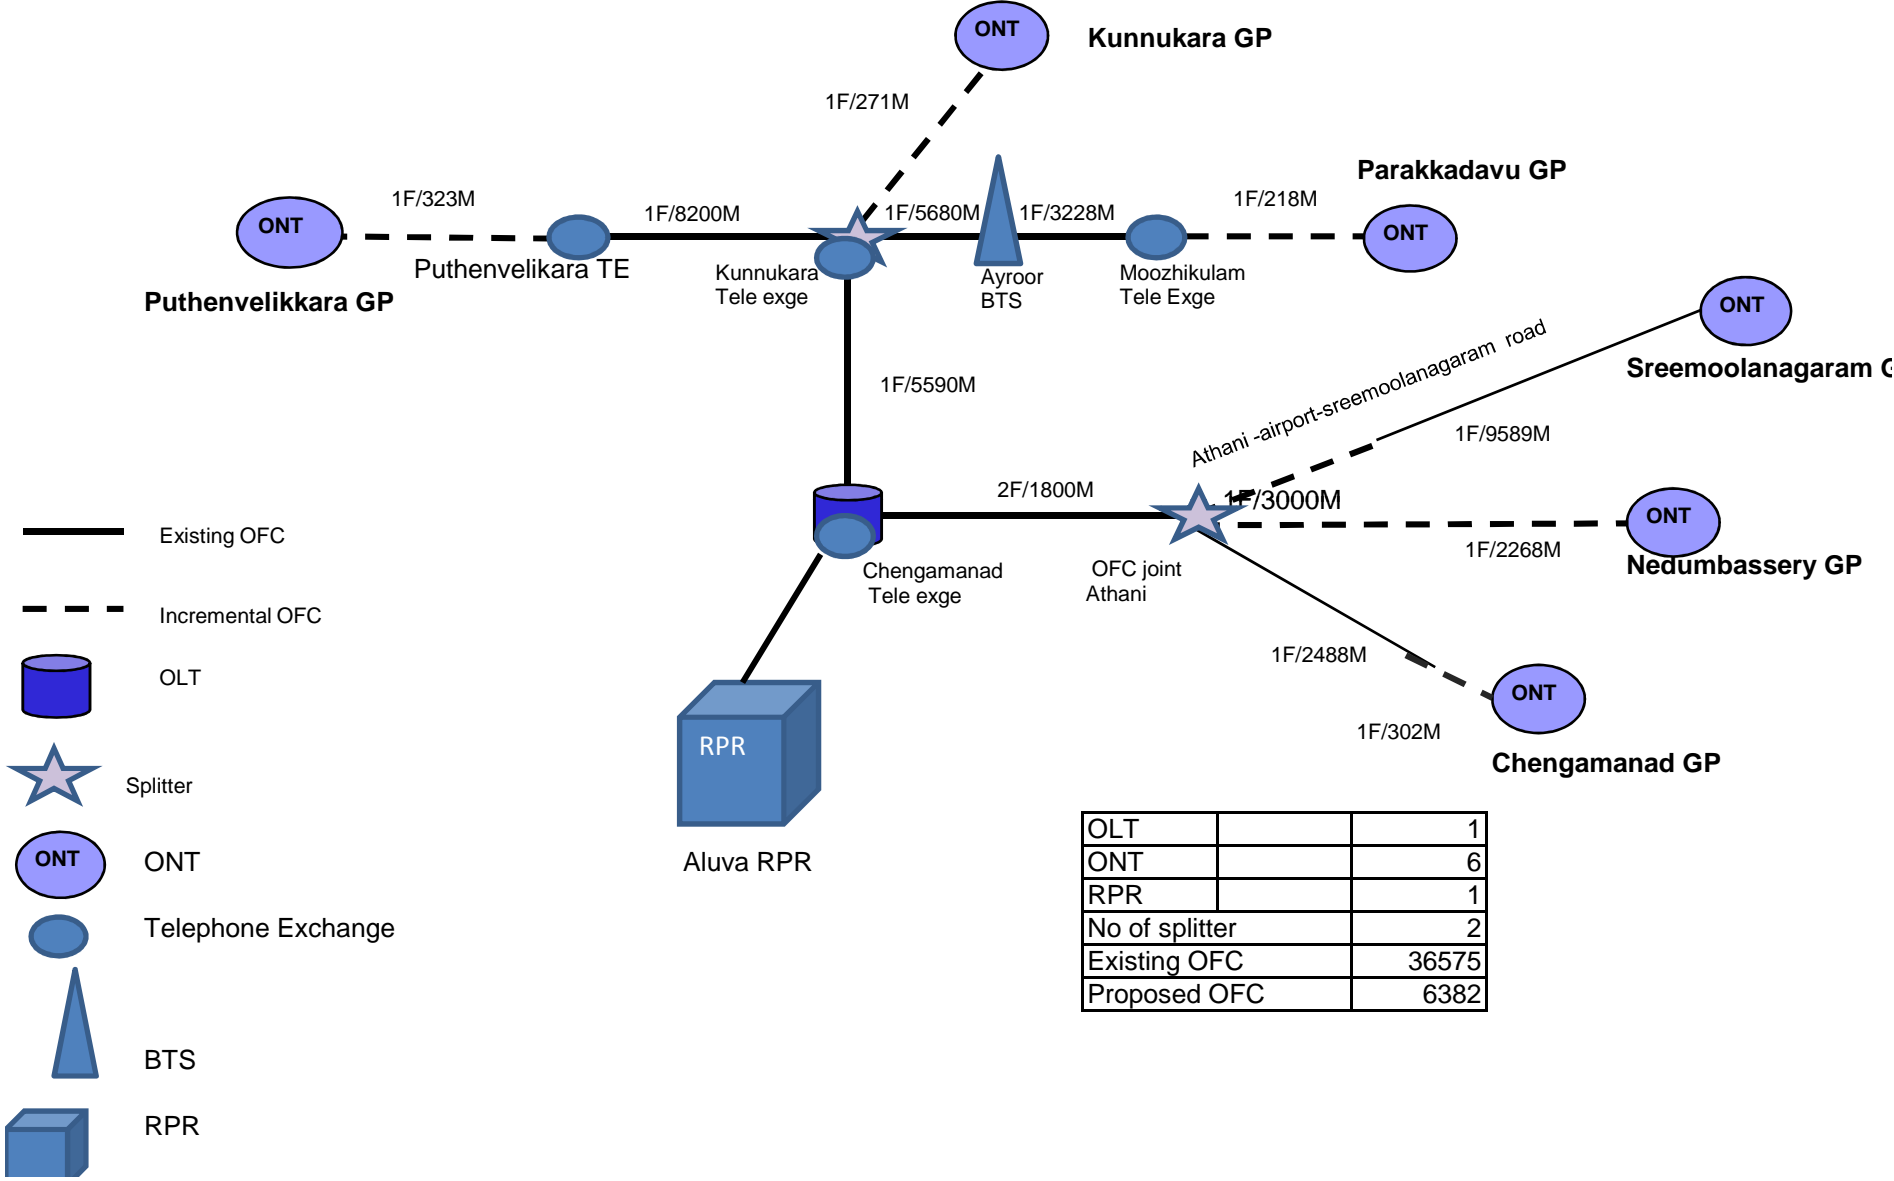 ONT
Kunnukara GP
1F/271M
Parakkadavu GP
1F/323M
1F/8200M
1F/5680M
1F/3228M
1F/218M
ONT
ONT
Puthenvelikara TE
Kunnukara
Tele exge
Ayroor
BTS
Moozhikulam
Tele Exge
Puthenvelikkara GP
ONT
Athani -airport-sreemoolanagaram road
Sreemoolanagaram G
1F/5590M
1F/9589M
2F/1800M
1F/3000M
ONT
1F/2268M
Nedumbassery GP
Existing OFC
Chengamanad
Tele exge
OFC joint
Athani
Incremental OFC
1F/2488M
OLT
ONT
1F/302M
RPR
Chengamanad GP
Splitter
ONT
ONT
Aluva RPR
OLT 1
ONT 6
RPR 1
No of splitter 2
Existing OFC 36575
Proposed OFC 6382
Telephone Exchange
BTS
RPR